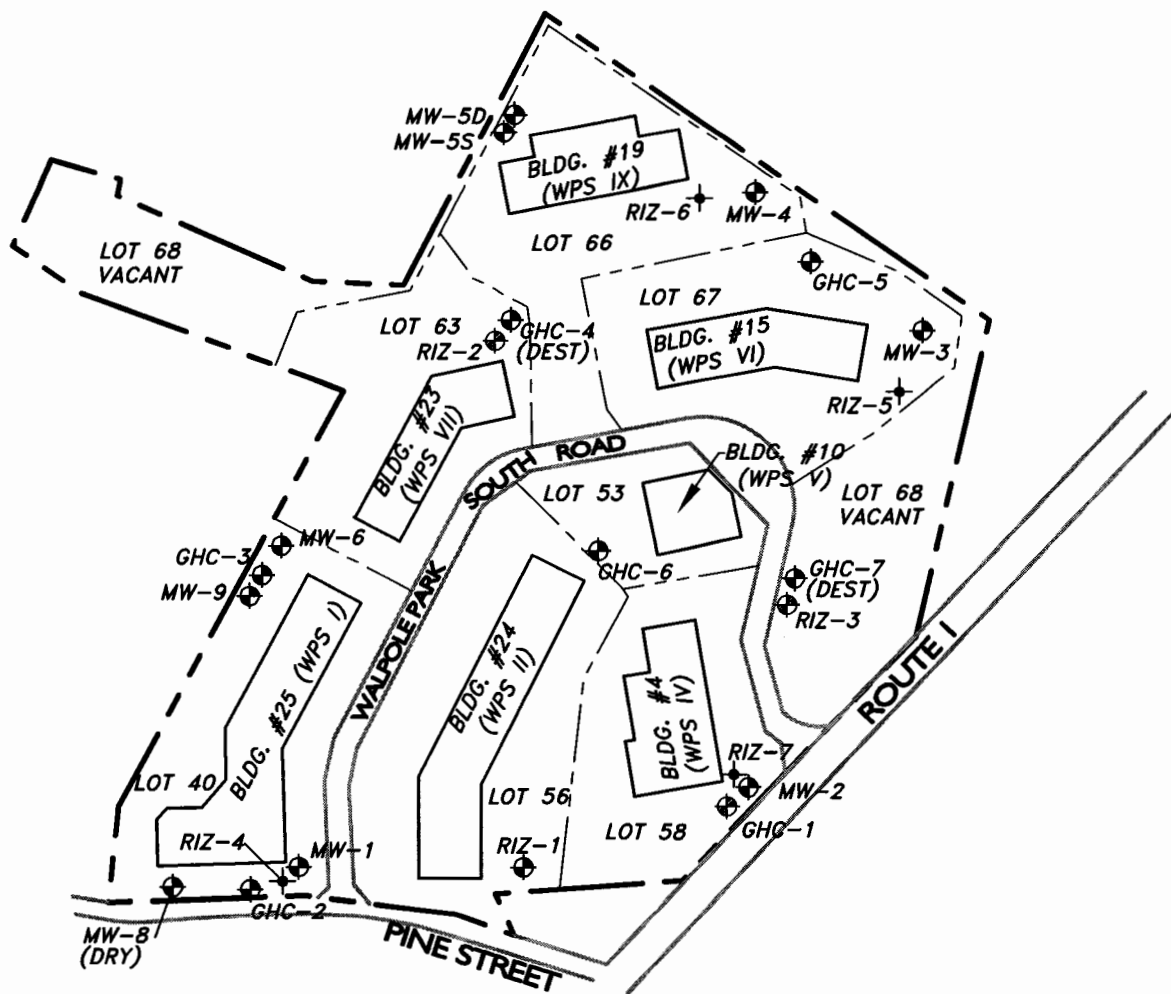 MW-5D
MW-5S
BLDG. #19
(WPS IX)
RIZ-6
MW-4
LOT 68
VACANT
LOT 66
GHC-5
LOT 67
LOT 63
GHC-4
(DEST)
RIZ-2
BLDG. #15
(WPS VI)
MW-3
RIZ-5
BLDG. #23
(WPS VII)
SOUTH ROAD
BLDG. #10
(WPS V)
LOT 53
LOT 68
VACANT
MW-6
GHC-3
MW-9
GHC-6
GHC-7
(DEST)
RIZ-3
WALPOLE PARK
BLDG. #25 (WPS I)
BLDG. #24
(WPS II)
BLDG. #4
(WPS IV)
ROUTE 1
RIZ-7
MW-2
GHC-1
LOT 40
LOT 56
LOT 58
RIZ-4
MW-1
RIZ-1
GHC-2
MW-8
(DRY)
PINE STREET